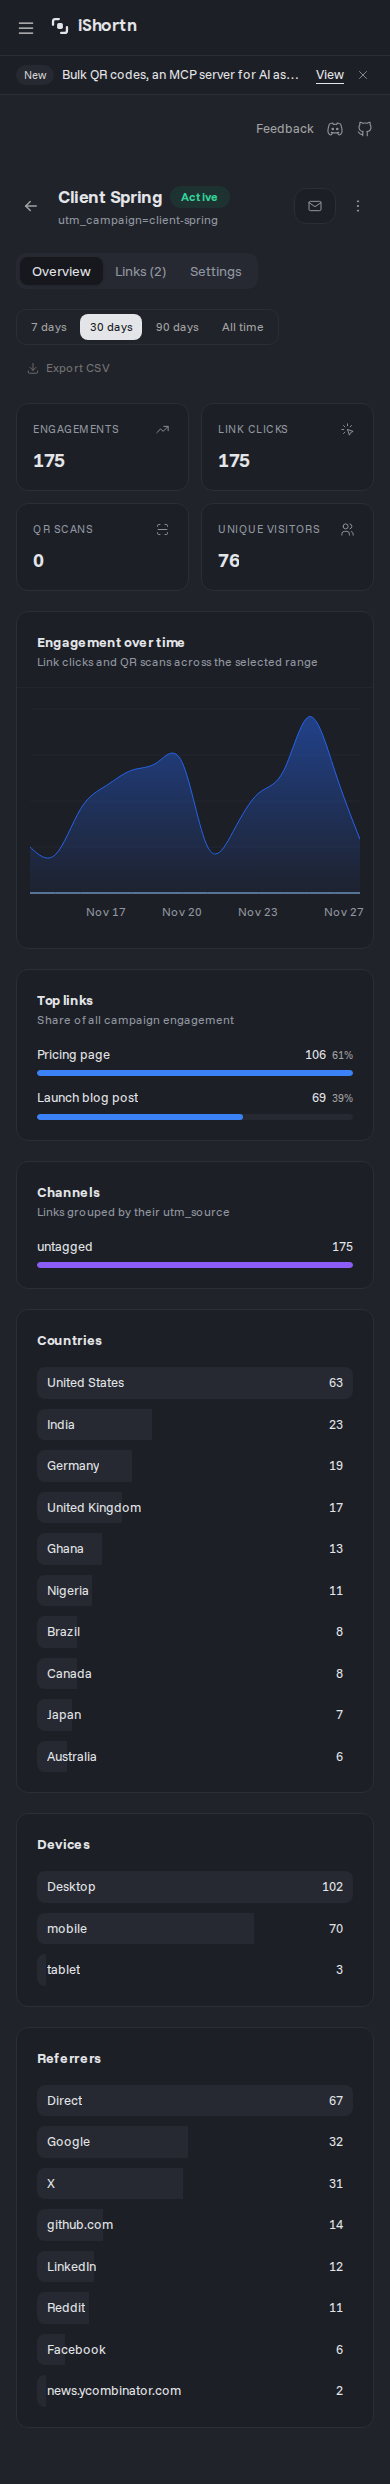 iShortn
New Bulk QR codes, an MCP server for AI as... View
Feedback
Client Spring Active
utm_campaign=client-spring
Overview Links (2) Settings
7 days 30 days 90 days All time
Export CSV
ENGAGEMENTS
175
LINK CLICKS
175
QR SCANS
0
UNIQUE VISITORS
76
Engagement over time
Link clicks and QR scans across the selected range
Nov 17 Nov 20 Nov 23 Nov 27
Top links
Share of all campaign engagement
Pricing page 106 61%
Launch blog post 69 39%
Channels
Links grouped by their utm_source
untagged 175
Countries
United States 63
India 23
Germany 19
United Kingdom 17
Ghana 13
Nigeria 11
Brazil 8
Canada 8
Japan 7
Australia 6
Devices
Desktop 102
mobile 70
tablet 3
Referrers
Direct 67
Google 32
X 31
github.com 14
LinkedIn 12
Reddit 11
Facebook 6
news.ycombinator.com 2